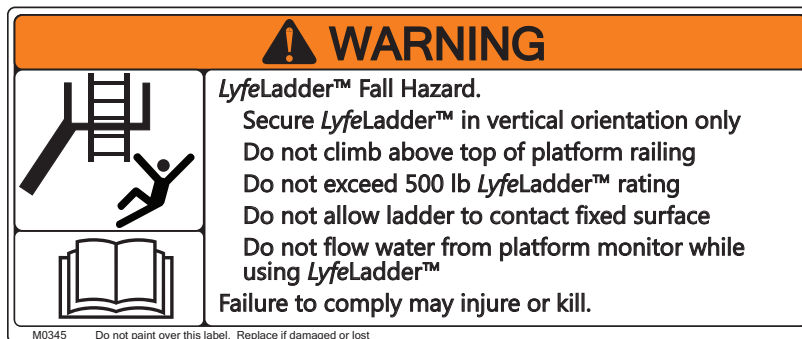 WARNING
LyfeLadder™ Fall Hazard.
Secure LyfeLadder™ in vertical orientation only
Do not climb above top of platform railing
Do not exceed 500 lb LyfeLadder™ rating
Do not allow ladder to contact fixed surface
Do not flow water from platform monitor while
using LyfeLadder™
Failure to comply may injure or kill.
M0345 Do not paint over this label. Replace if damaged or lost